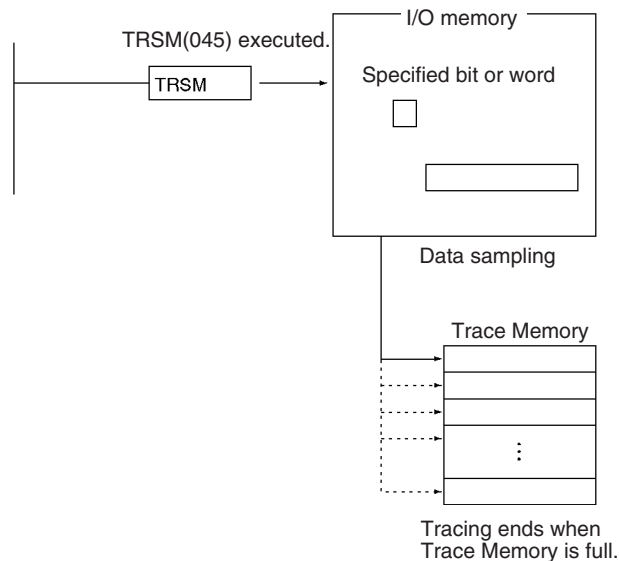 I/O memory
TRSM(045) executed.
TRSM
Specified bit or word
Data sampling
Trace Memory
Tracing ends when
Trace Memory is full.